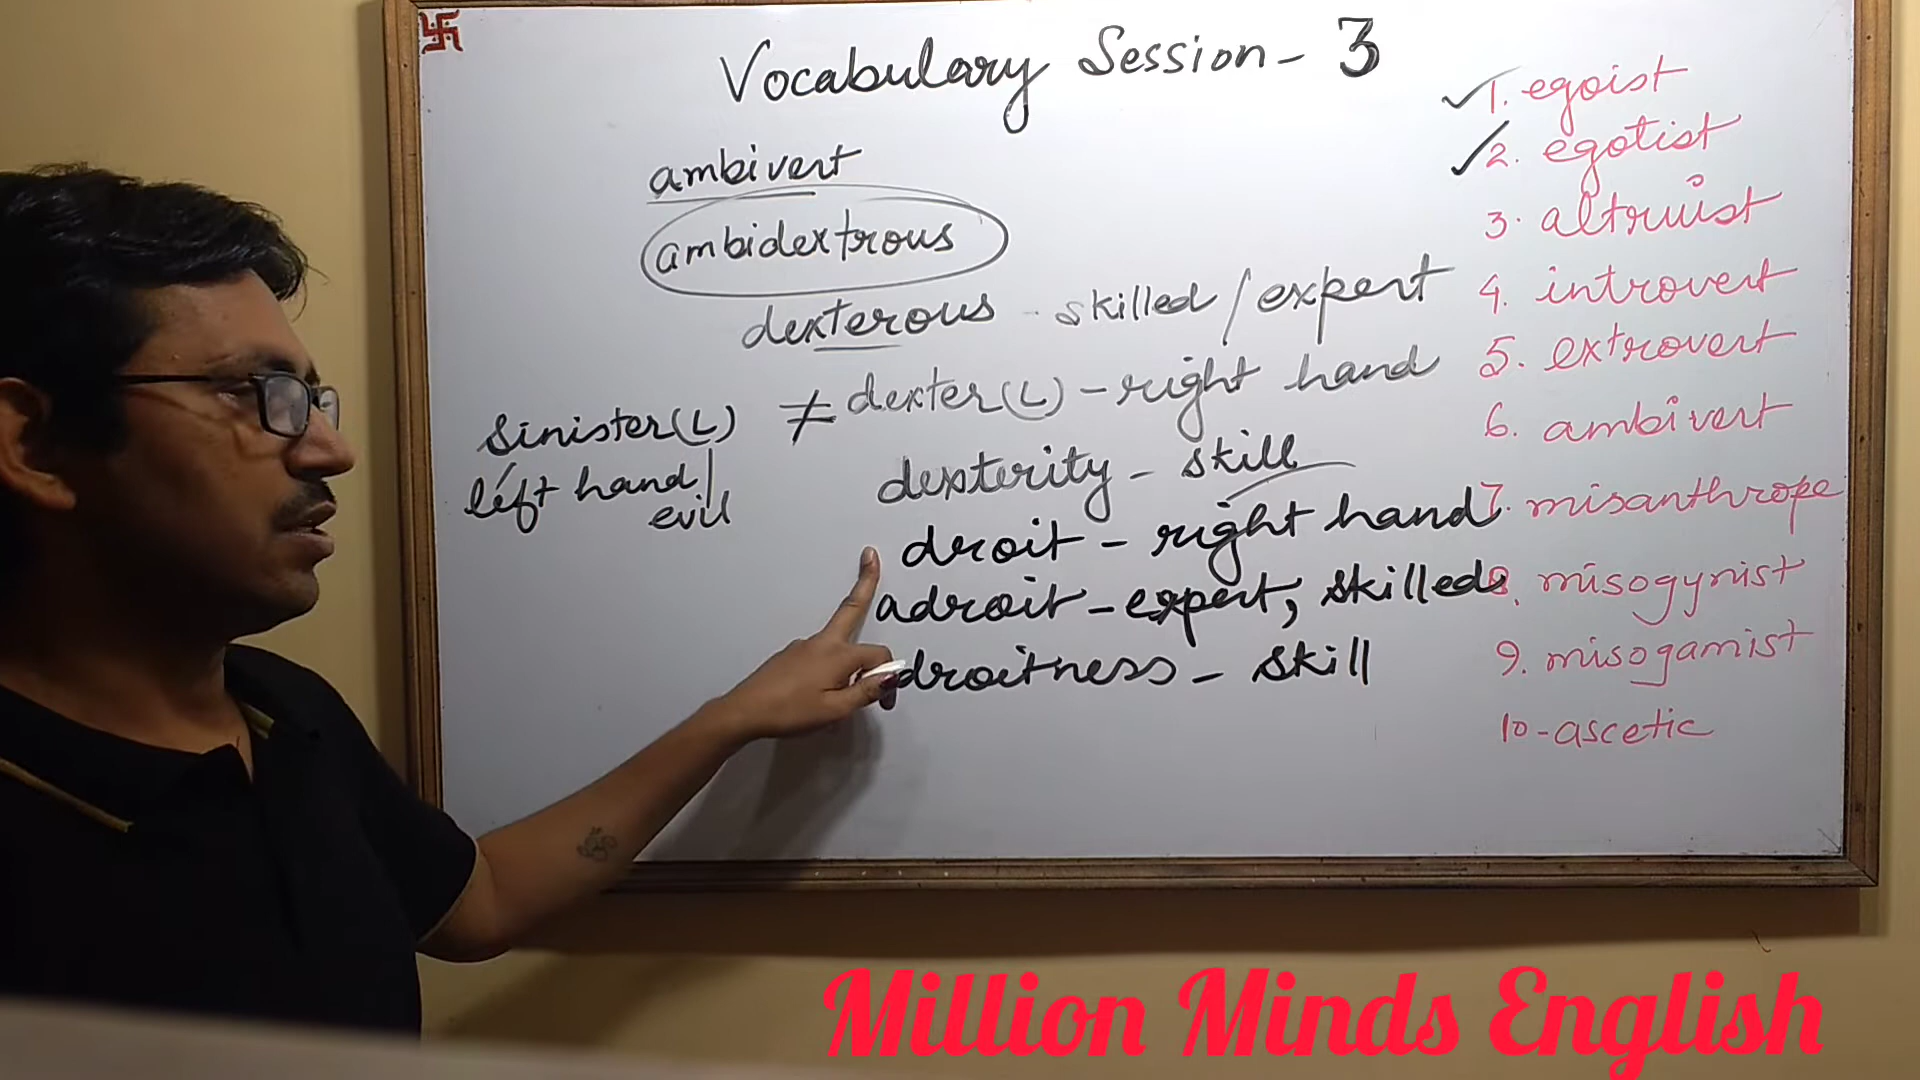 Vocabulary Session - 3
ambivert
ambidextrous
dexterous - skilled / expert
sinister(L) ≠ dexter(L) - right hand
left hand /
evil
dexterity - skill
droit - right hand
adroit - expert, skilled
droitness - skill
1. egoist
2. egotist
3. altruist
4. introvert
5. extrovert
6. ambivert
7. misanthrope
8. misogynist
9. misogamist
10 - ascetic
Million Minds English